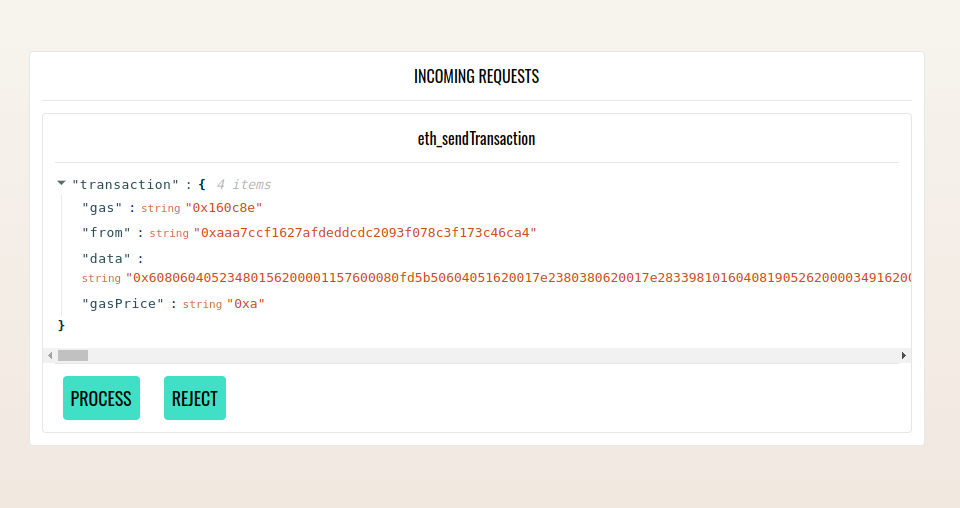 INCOMING REQUESTS
eth_sendTransaction
"transaction" : { 4 items
"gas" : string "0x160c8e"
"from" : string "0xaaa7ccf1627afdeddcdc2093f078c3f173c46ca4"
"data" :
string "0x60806040523480156200001157600080fd5b50604051620017e2380380620017e283398101604081905262000034916200
"gasPrice" : string "0xa"
}
PROCESS REJECT